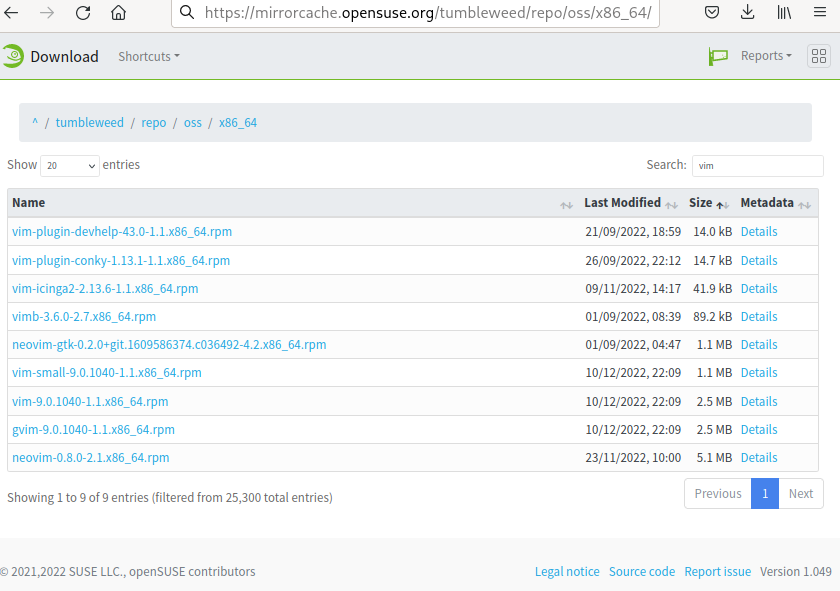 https://mirrorcache.opensuse.org/tumbleweed/repo/oss/x86_64/
Download Shortcuts Reports
^ / tumbleweed / repo / oss / x86_64
Show 20 entries Search: vim
Name Last Modified Size Metadata
vim-plugin-devhelp-43.0-1.1.x86_64.rpm 21/09/2022, 18:59 14.0 kB Details
vim-plugin-conky-1.13.1-1.1.x86_64.rpm 26/09/2022, 22:12 14.7 kB Details
vim-icinga2-2.13.6-1.1.x86_64.rpm 09/11/2022, 14:17 41.9 kB Details
vimb-3.6.0-2.7.x86_64.rpm 01/09/2022, 08:39 89.2 kB Details
neovim-gtk-0.2.0+git.1609586374.c036492-4.2.x86_64.rpm 01/09/2022, 04:47 1.1 MB Details
vim-small-9.0.1040-1.1.x86_64.rpm 10/12/2022, 22:09 1.1 MB Details
vim-9.0.1040-1.1.x86_64.rpm 10/12/2022, 22:09 2.5 MB Details
gvim-9.0.1040-1.1.x86_64.rpm 10/12/2022, 22:09 2.5 MB Details
neovim-0.8.0-2.1.x86_64.rpm 23/11/2022, 10:00 5.1 MB Details
Showing 1 to 9 of 9 entries (filtered from 25,300 total entries) Previous 1 Next
© 2021,2022 SUSE LLC., openSUSE contributors Legal notice Source code Report issue Version 1.049